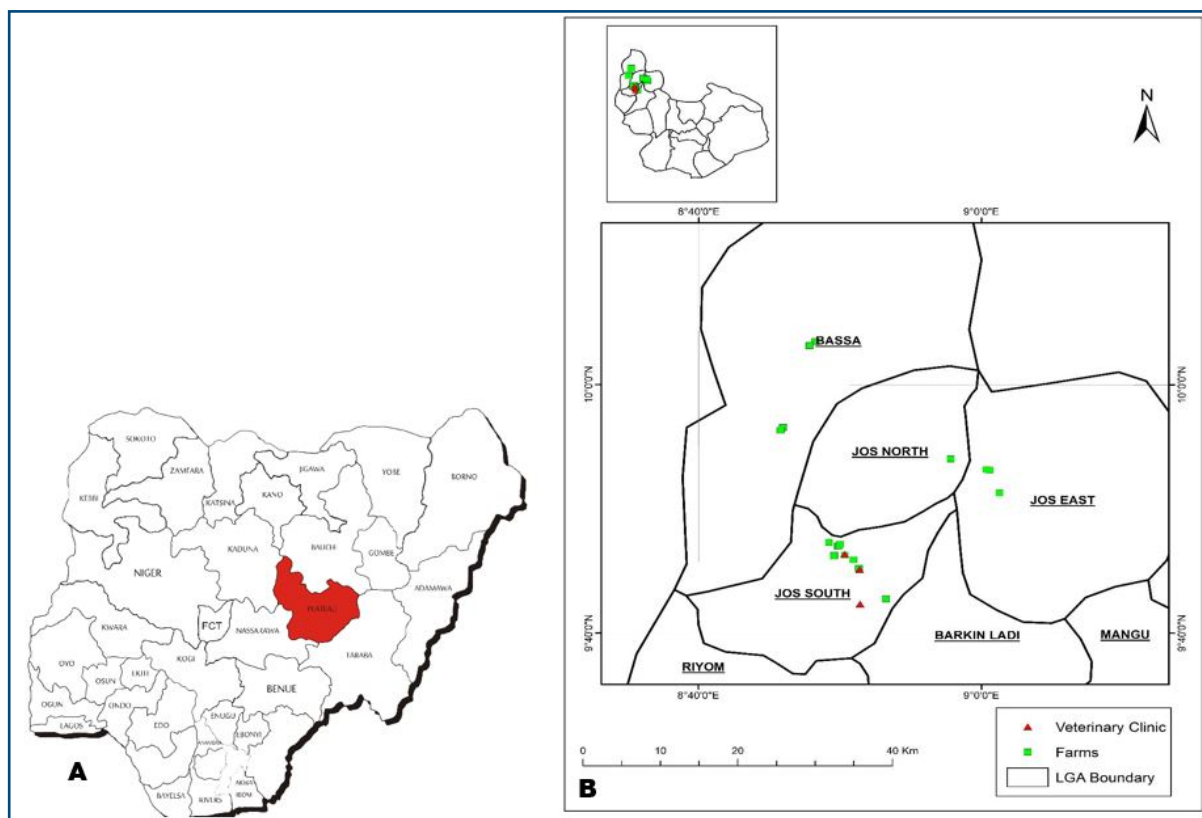 SOKOTO
ZAMFARA
KEBBI
KATSINA
KANO
JIGAWA
YOBE
BORNO
KADUNA
BAUCHI
GOMBE
ADAMAWA
NIGER
PLATEAU
FCT
NASSARAWA
KWARA
TARABA
OYO
KOGI
BENUE
OSUN
EKITI
OGUN
ONDO
EDO
ENUGU
EBONYI
LAGOS
BAYELSA
RIVERS
A
N
8°40'0"E
9°0'0"E
BASSA
10°0'0"N
10°0'0"N
JOS NORTH
JOS EAST
JOS SOUTH
BARKIN LADI
MANGU
RIYOM
9°40'0"N
9°40'0"N
8°40'0"E
9°0'0"E
0
20
40 Km
Veterinary Clinic
Farms
LGA Boundary
B